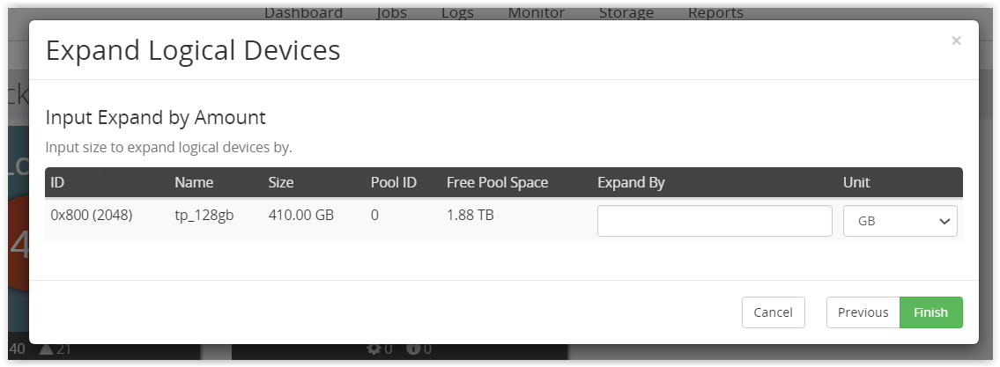 Dashboard Jobs Logs Monitor Storage Reports
Expand Logical Devices ×
Input Expand by Amount
Input size to expand logical devices by.
ID Name Size Pool ID Free Pool Space Expand By Unit
0x800 (2048) tp_128gb 410.00 GB 0 1.88 TB GB
Cancel Previous Finish
40 21 0 0